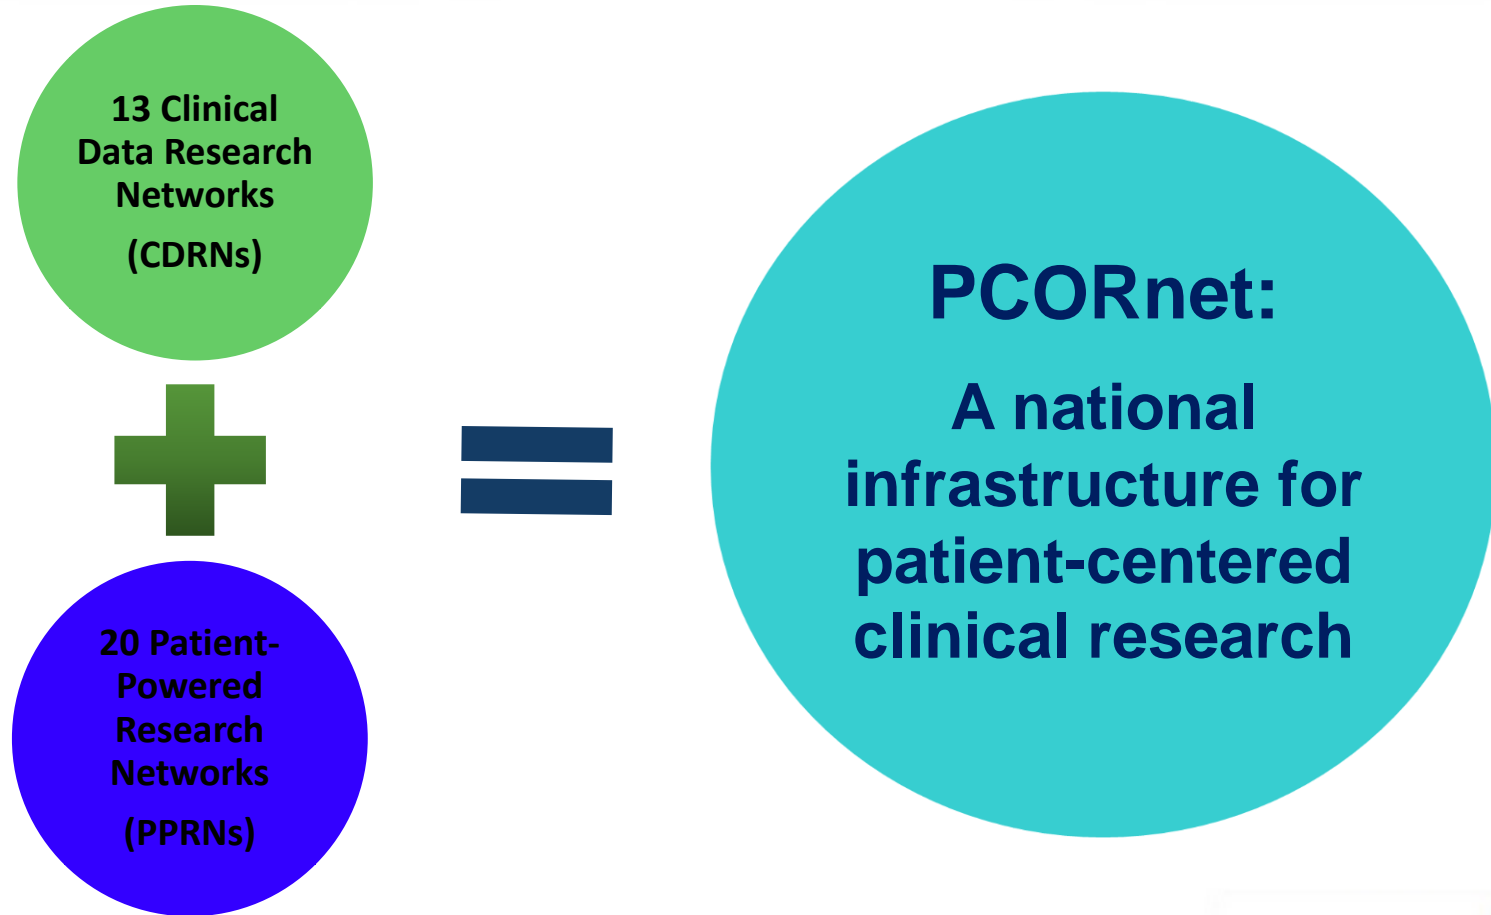 13 Clinical
Data Research
Networks
(CDRNs)
20 Patient-
Powered
Research
Networks
(PPRNs)
PCORnet:
A national
infrastructure for
patient-centered
clinical research